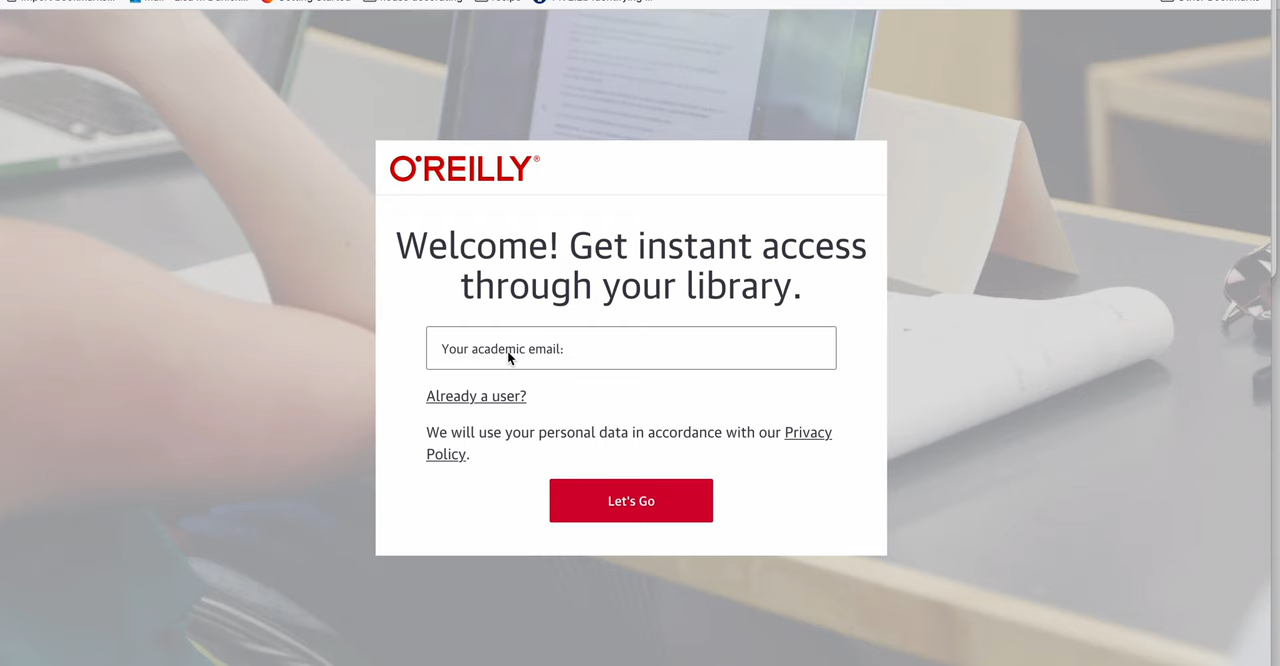 O'REILLY®
Welcome! Get instant access
through your library.
Your academic email:
Already a user?
We will use your personal data in accordance with our Privacy
Policy.
Let's Go